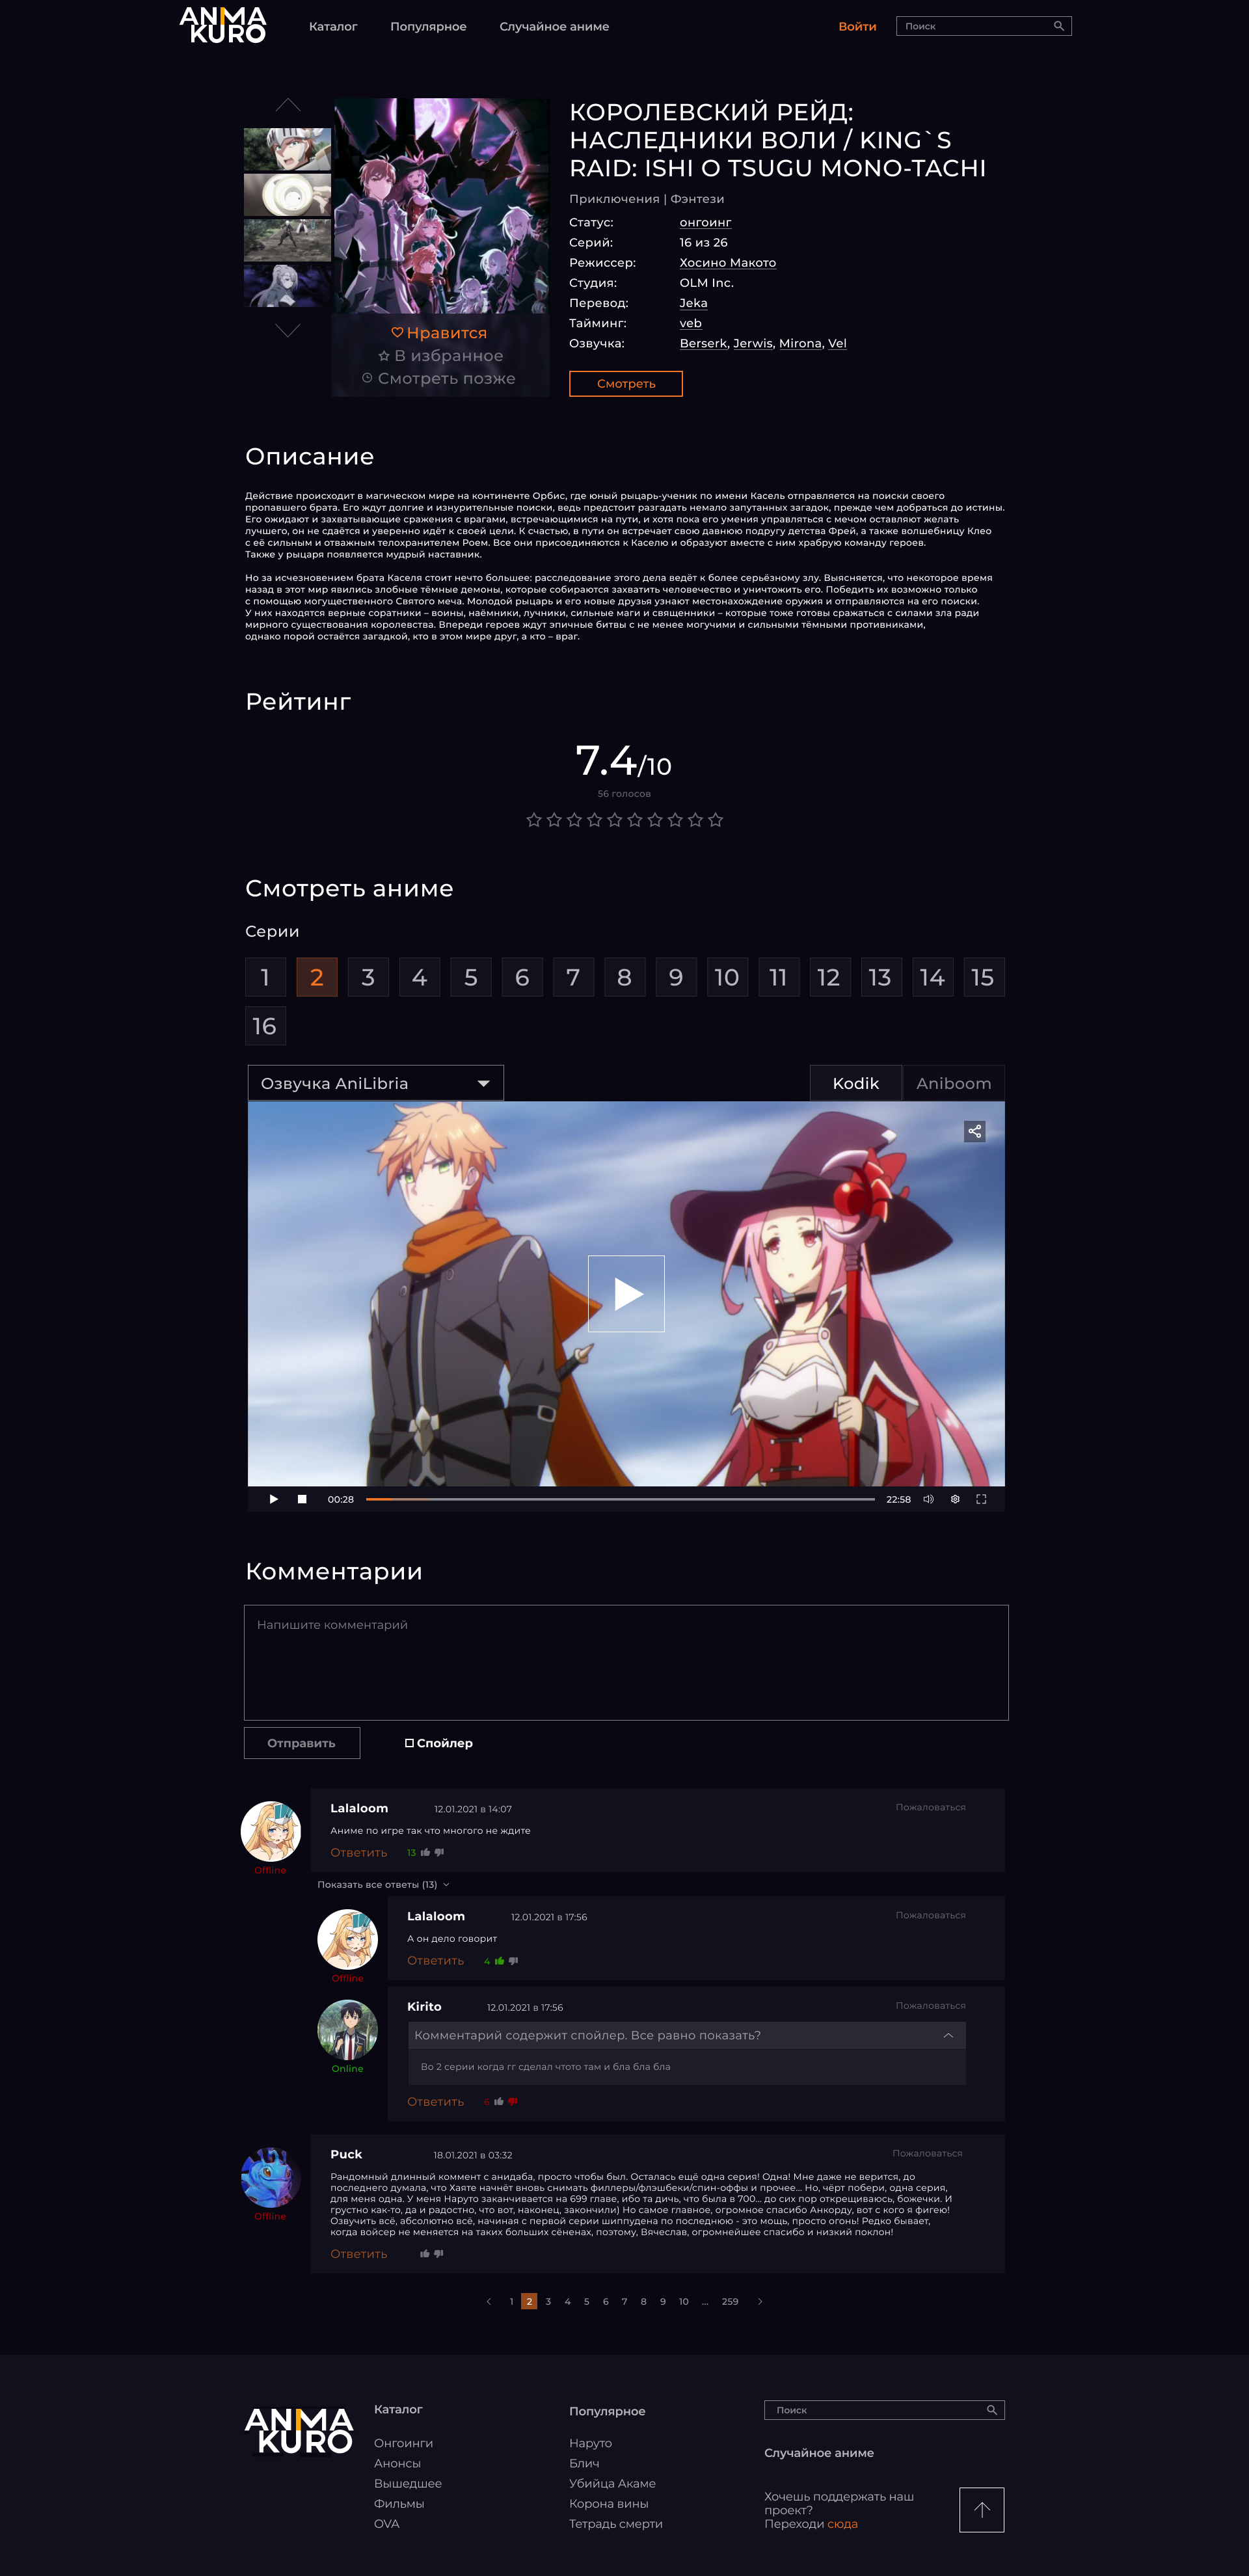 ANIMA
KURO
Каталог
Популярное
Случайное аниме
Войти
Поиск
КОРОЛЕВСКИЙ РЕЙД:
НАСЛЕДНИКИ ВОЛИ / KING`S
RAID: ISHI O TSUGU MONO-TACHI
Приключения | Фэнтези
Статус: онгоинг
Серий: 16 из 26
Режиссер: Хосино Макото
Студия: OLM Inc.
Перевод: Jeka
Тайминг: veb
Озвучка: Berserk, Jerwis, Mirona, Vel
Нравится
В избранное
Смотреть позже
Смотреть
Описание
Действие происходит в магическом мире на континенте Орбис, где юный рыцарь-ученик по имени Касель отправляется на поиски своего
пропавшего брата. Его ждут долгие и изнурительные поиски, ведь предстоит разгадать немало запутанных загадок, прежде чем добраться до истины.
Его ожидают и захватывающие сражения с врагами, встречающимися на пути, и хотя пока его умения управляться с мечом оставляют желать
лучшего, он не сдаётся и уверенно идёт к своей цели. К счастью, в пути он встречает свою давнюю подругу детства Фрей, а также волшебницу Клео
с её сильным и отважным телохранителем Роем. Все они присоединяются к Каселю и образуют вместе с ним храбрую команду героев.
Также у рыцаря появляется мудрый наставник.
Но за исчезновением брата Каселя стоит нечто большее: расследование этого дела ведёт к более серьёзному злу. Выясняется, что некоторое время
назад в этот мир явились злобные тёмные демоны, которые собираются захватить человечество и уничтожить его. Победить их возможно только
с помощью могущественного Святого меча. Молодой рыцарь и его новые друзья узнают местонахождение оружия и отправляются на его поиски.
У них находятся верные соратники – воины, наёмники, лучники, сильные маги и священники – которые тоже готовы сражаться с силами зла ради
мирного существования королевства. Впереди героев ждут эпичные битвы с не менее могучими и сильными тёмными противниками,
однако порой остаётся загадкой, кто в этом мире друг, а кто – враг.
Рейтинг
7.4/10
56 голосов
Смотреть аниме
Серии
1 2 3 4 5 6 7 8 9 10 11 12 13 14 15
16
Озвучка AniLibria
Kodik
Aniboom
00:28
22:58
Комментарии
Напишите комментарий
Отправить
Спойлер
Lalaloom 12.01.2021 в 14:07 Пожаловаться
Аниме по игре так что многого не ждите
Ответить 13
Offline
Показать все ответы (13)
Lalaloom 12.01.2021 в 17:56 Пожаловаться
А он дело говорит
Ответить 4
Offline
Kirito 12.01.2021 в 17:56 Пожаловаться
Комментарий содержит спойлер. Все равно показать?
Во 2 серии когда гг сделал чтото там и бла бла бла
Online
Ответить 6
Puck 18.01.2021 в 03:32 Пожаловаться
Рандомный длинный коммент с анидаба, просто чтобы был. Осталась ещё одна серия! Одна! Мне даже не верится, до
последнего думала, что Хаяте начнёт вновь снимать филлеры/флэшбеки/спин-оффы и прочее... Но, чёрт побери, одна серия,
для меня одна. У меня Наруто заканчивается на 699 главе, ибо та дичь, что была в 700... до сих пор открещиваюсь, божечки. И
грустно как-то, да и радостно, что вот, наконец, закончили) Но самое главное, огромное спасибо Анкорду, вот с кого я фигею!
Озвучить всё, абсолютно всё, начиная с первой серии шиппудена по последнюю - это мощь, просто огонь! Редко бывает,
когда войсер не меняется на таких больших сёненах, поэтому, Вячеслав, огромнейшее спасибо и низкий поклон!
Offline
Ответить
1 2 3 4 5 6 7 8 9 10 ... 259
ANIMA
KURO
Каталог
Онгоинги
Анонсы
Вышедшее
Фильмы
OVA
Популярное
Наруто
Блич
Убийца Акаме
Корона вины
Тетрадь смерти
Поиск
Случайное аниме
Хочешь поддержать наш
проект?
Переходи сюда